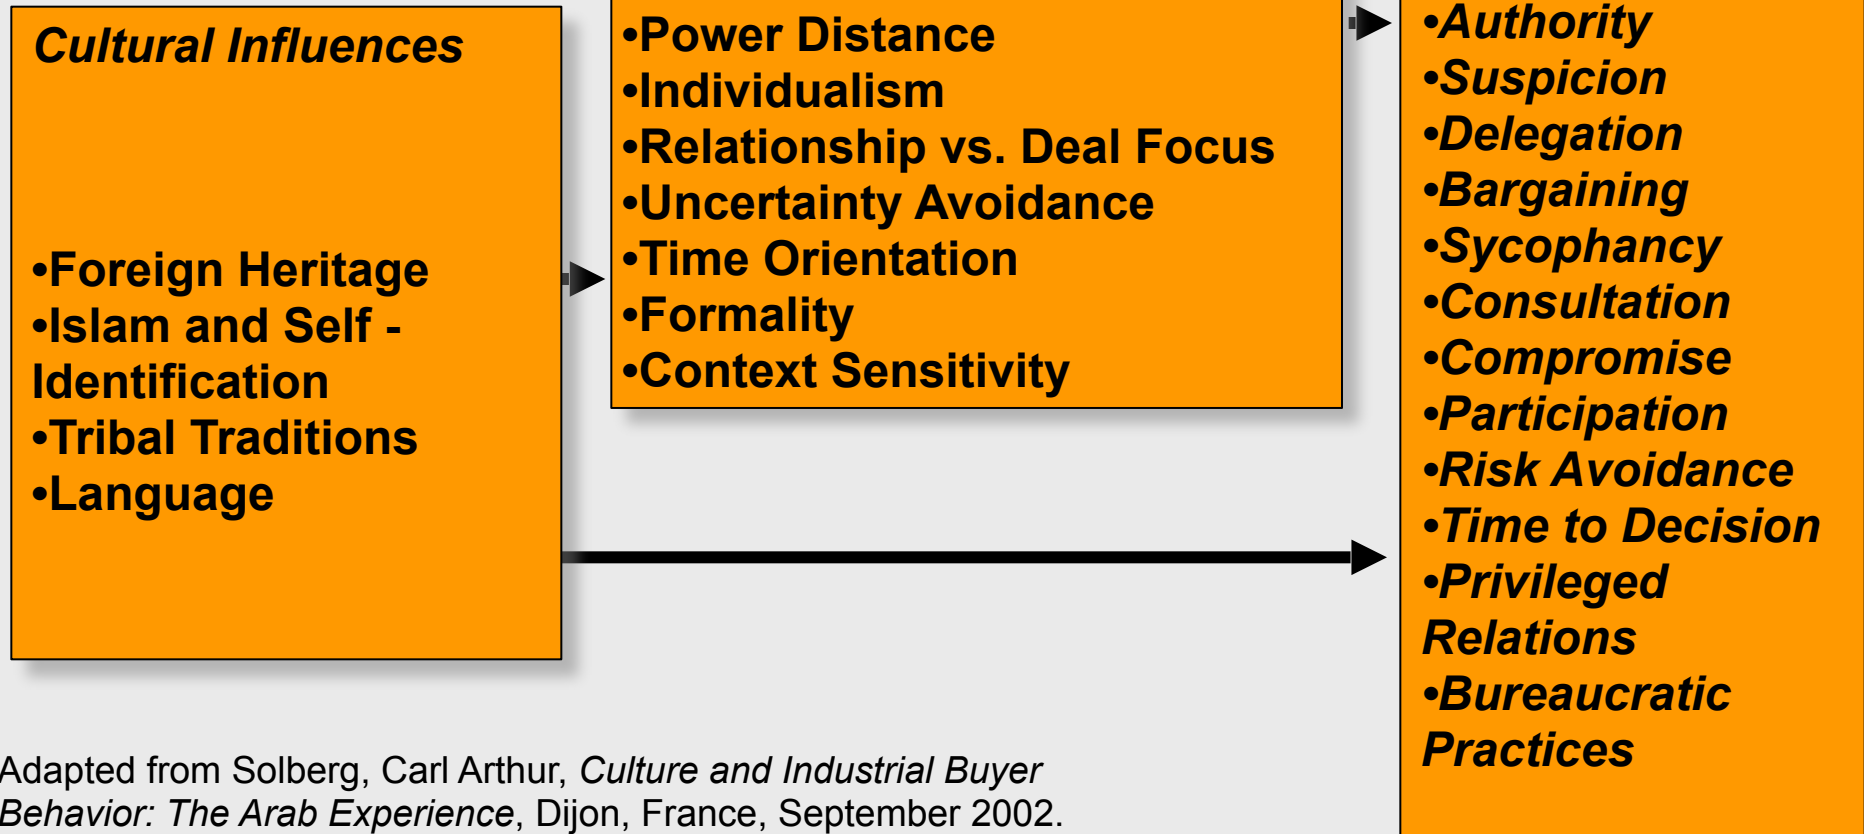 Cultural Influences
•Foreign Heritage
•Islam and Self -
Identification
•Tribal Traditions
•Language
•Power Distance
•Individualism
•Relationship vs. Deal Focus
•Uncertainty Avoidance
•Time Orientation
•Formality
•Context Sensitivity
•Authority
•Suspicion
•Delegation
•Bargaining
•Sycophancy
•Consultation
•Compromise
•Participation
•Risk Avoidance
•Time to Decision
•Privileged
Relations
•Bureaucratic
Practices
Adapted from Solberg, Carl Arthur, Culture and Industrial Buyer
Behavior: The Arab Experience, Dijon, France, September 2002.